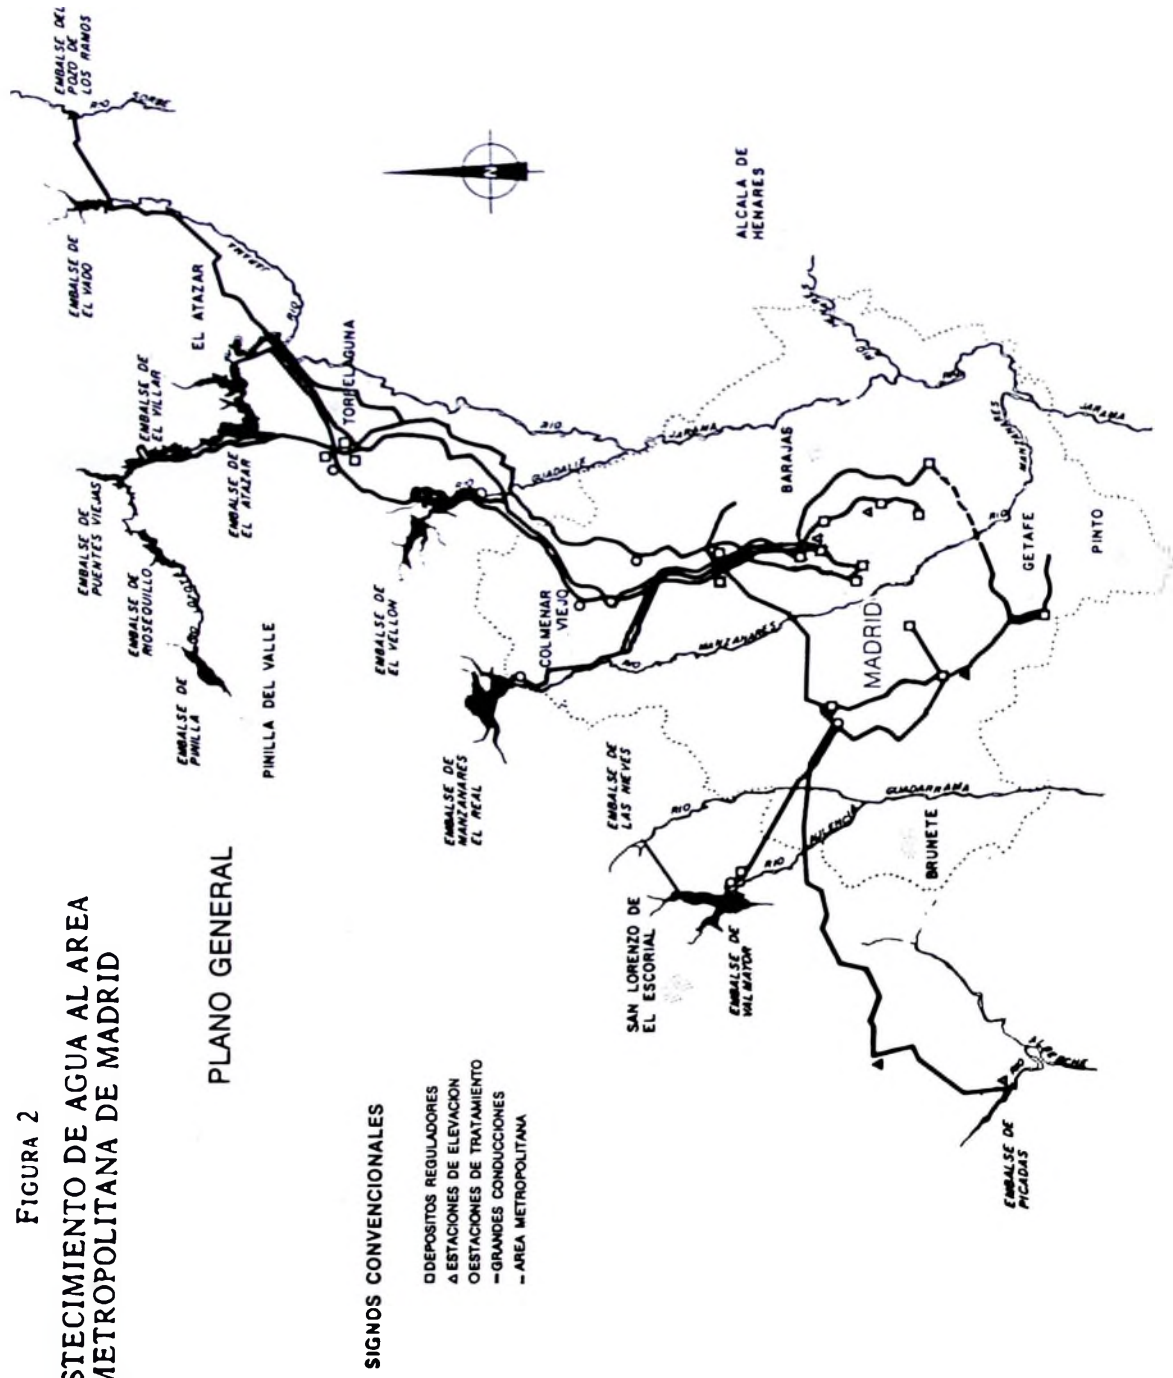 FIGURA 2
STECIMIENTO DE AGUA AL AREA
METROPOLITANA DE MADRID
PLANO GENERAL
SIGNOS CONVENCIONALES
DEPOSITOS REGULADORES
ESTACIONES DE ELEVACION
ESTACIONES DE TRATAMIENTO
GRANDES CONDUCCIONES
AREA METROPOLITANA
EMBALSE DEL
POZO DE
LOS RAMOS
RIO
SORBE
EMBALSE DE
EL VADO
JARAMA
RIO
EL ATAZAR
TORRELAGUNA
EMBALSE DE
EL VILLAR
EMBALSE DE
EL ATAZAR
EMBALSE DE
PUENTES VIEJAS
EMBALSE DE
RIOSEQUILLO
EMBALSE DE
PINILLA
PINILLA DEL VALLE
N
ALCALA DE
HENARES
RIO
RIO
RIO
JARAMA
RIO
GUADALIX
RIO
JARAMA
BARAJAS
RIO
MANZANARES
GETAFE
PINTO
EMBALSE DE
EL VELLON
COLMENAR
VIEJO
RIO
MANZANARES
MADRID
EMBALSE DE
MANZANARES
EL REAL
EMBALSE DE
LAS NIEVES
RIO
GUADARRAMA
RIO
AULENCIA
BRUNETE
SAN LORENZO DE
EL ESCORIAL
EMBALSE DE
VALMAYOR
RIO
ALBERCHE
EMBALSE DE
PICADAS